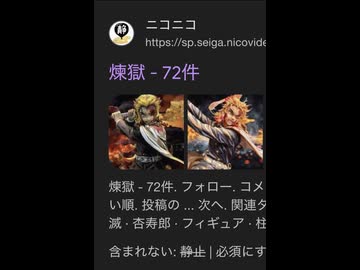 ニコニコ
https://sp.seiga.nicovide
煉獄 - 72件
煉獄 - 72件. フォロー. コメ
い順. 投稿の ... 次へ. 関連タ
滅 · 杏寿郎 · フィギュア · 柱
含まれない: 静止 | 必須にす